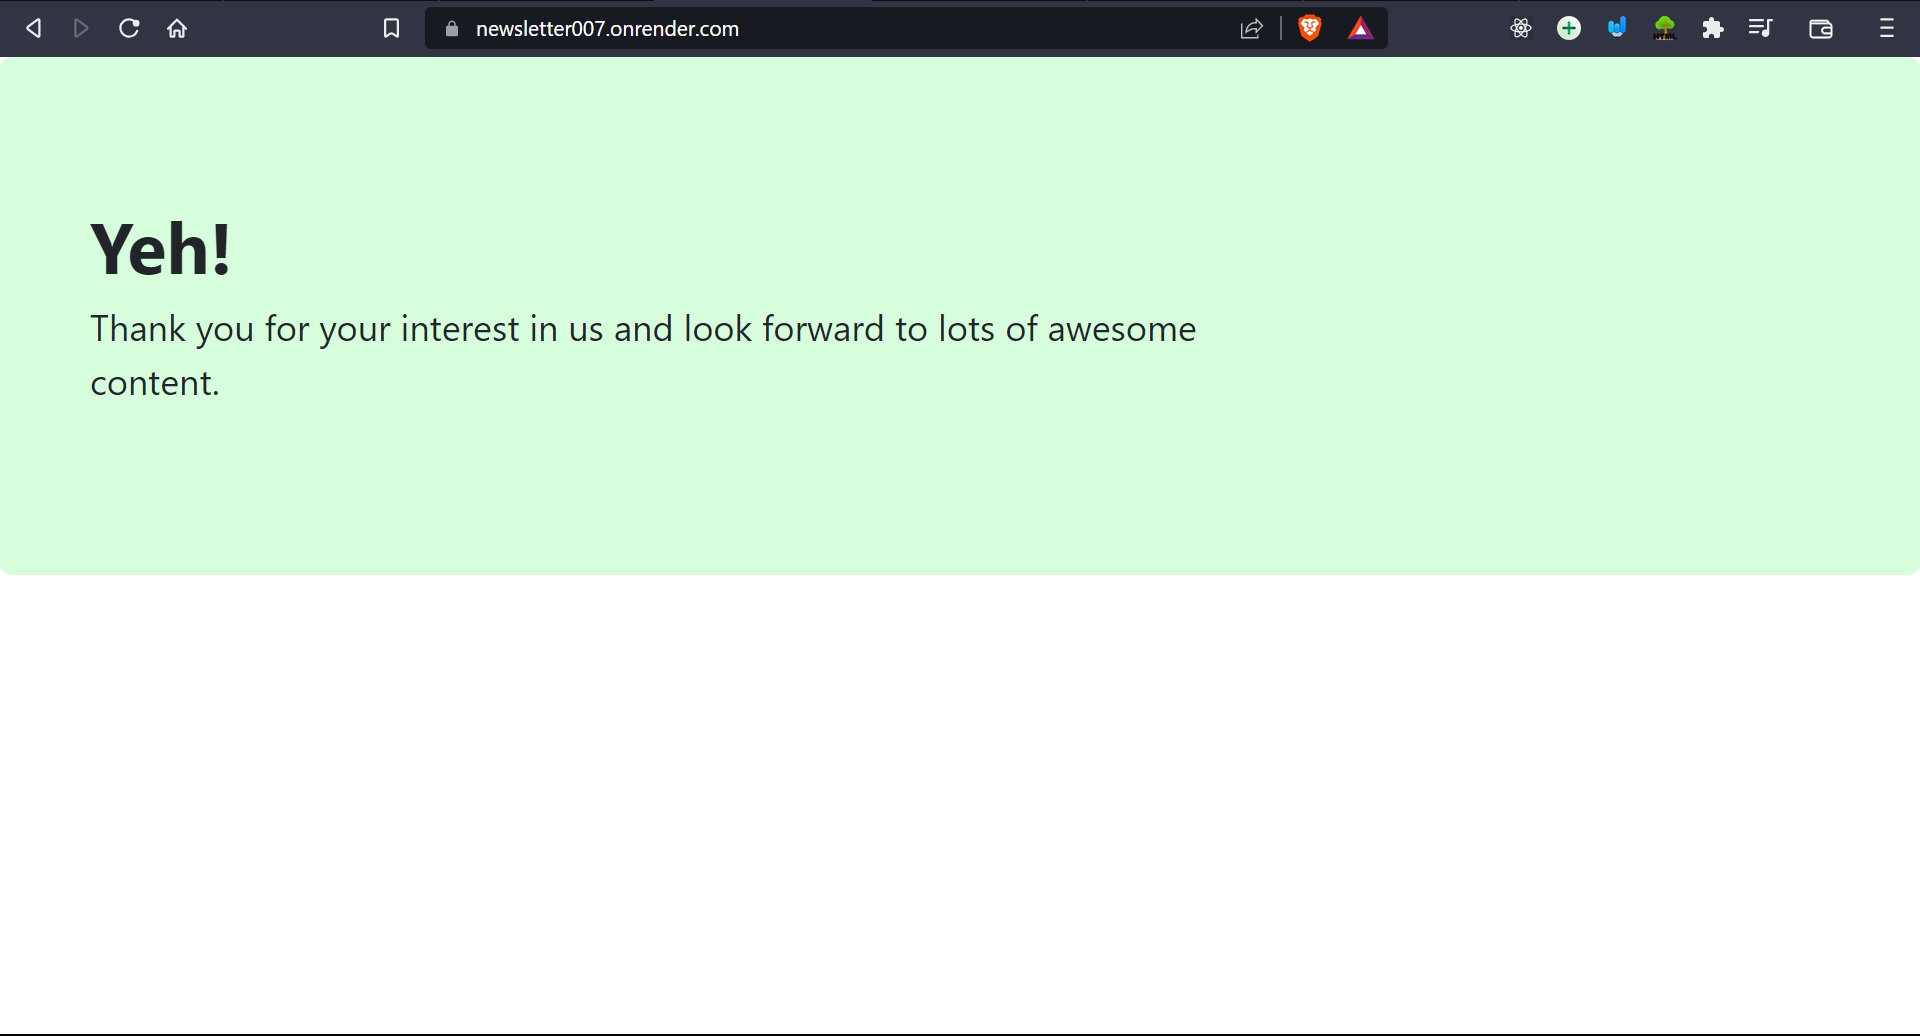 newsletter007.onrender.com
Yeh!
Thank you for your interest in us and look forward to lots of awesome
content.